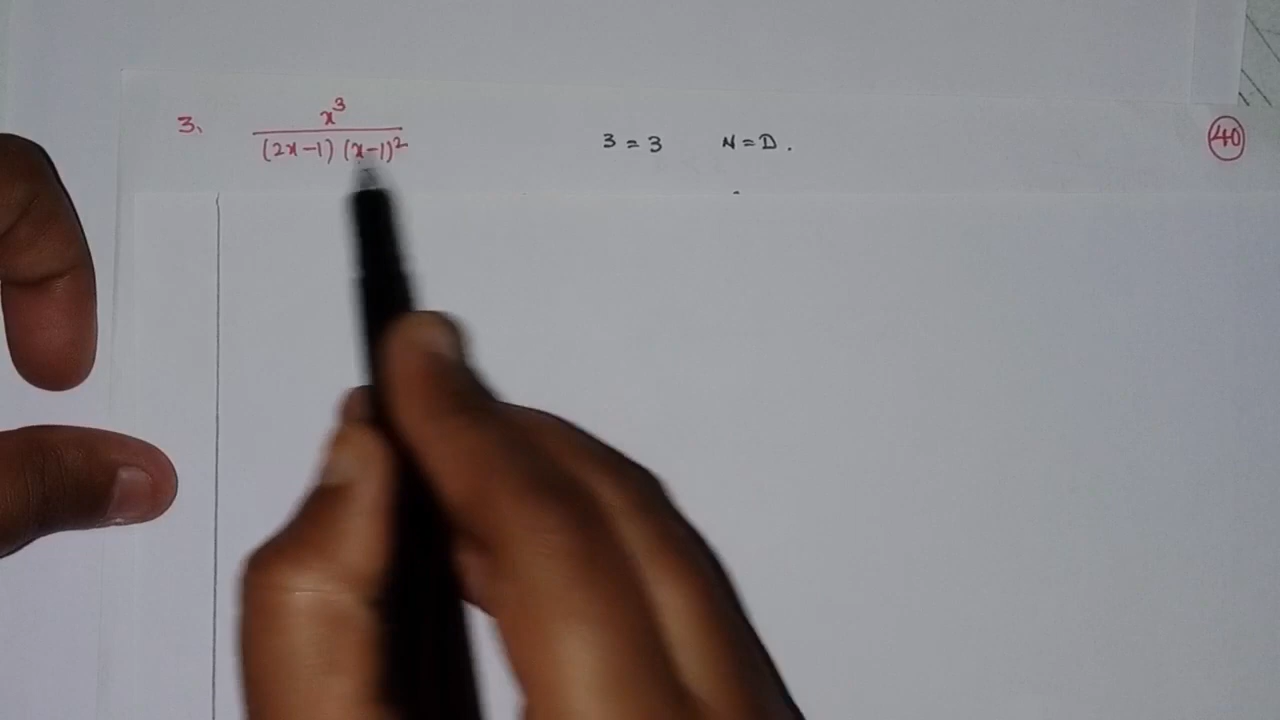 3. x³ / (2x-1) (x-1)² 3 = 3 N = D . 40